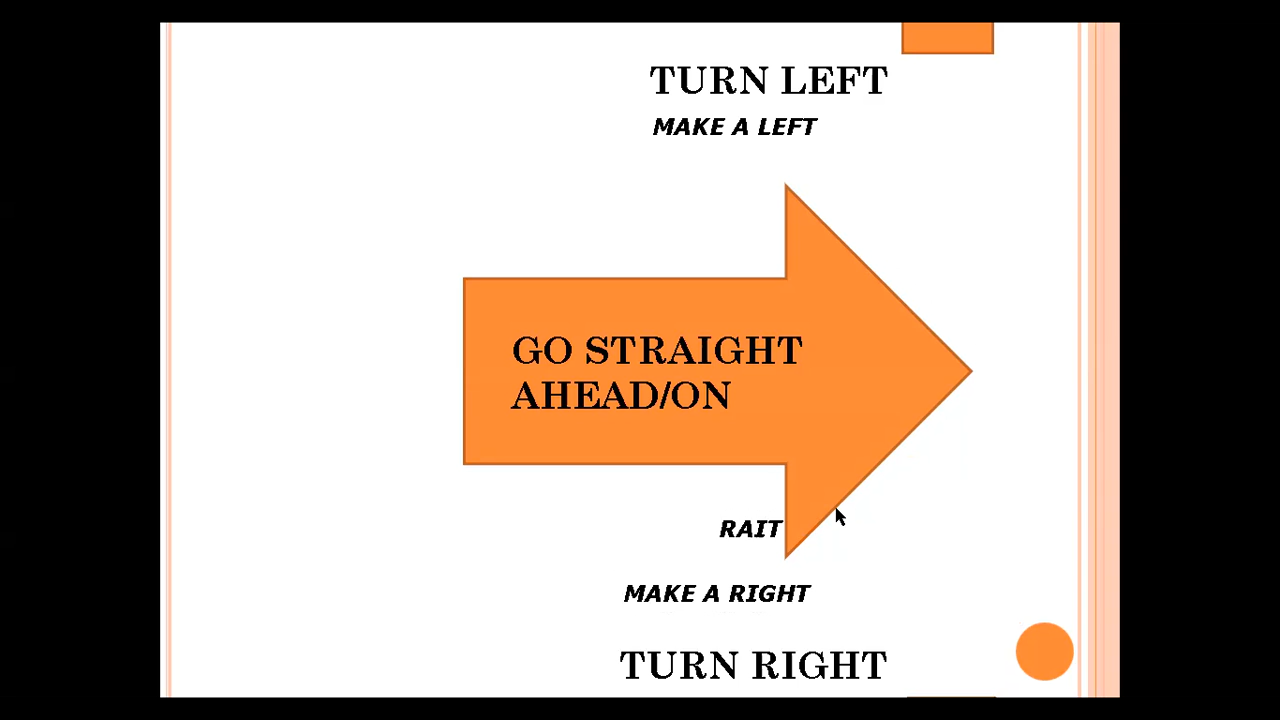 TURN LEFT
MAKE A LEFT
GO STRAIGHT
AHEAD/ON
RAIT
MAKE A RIGHT
TURN RIGHT